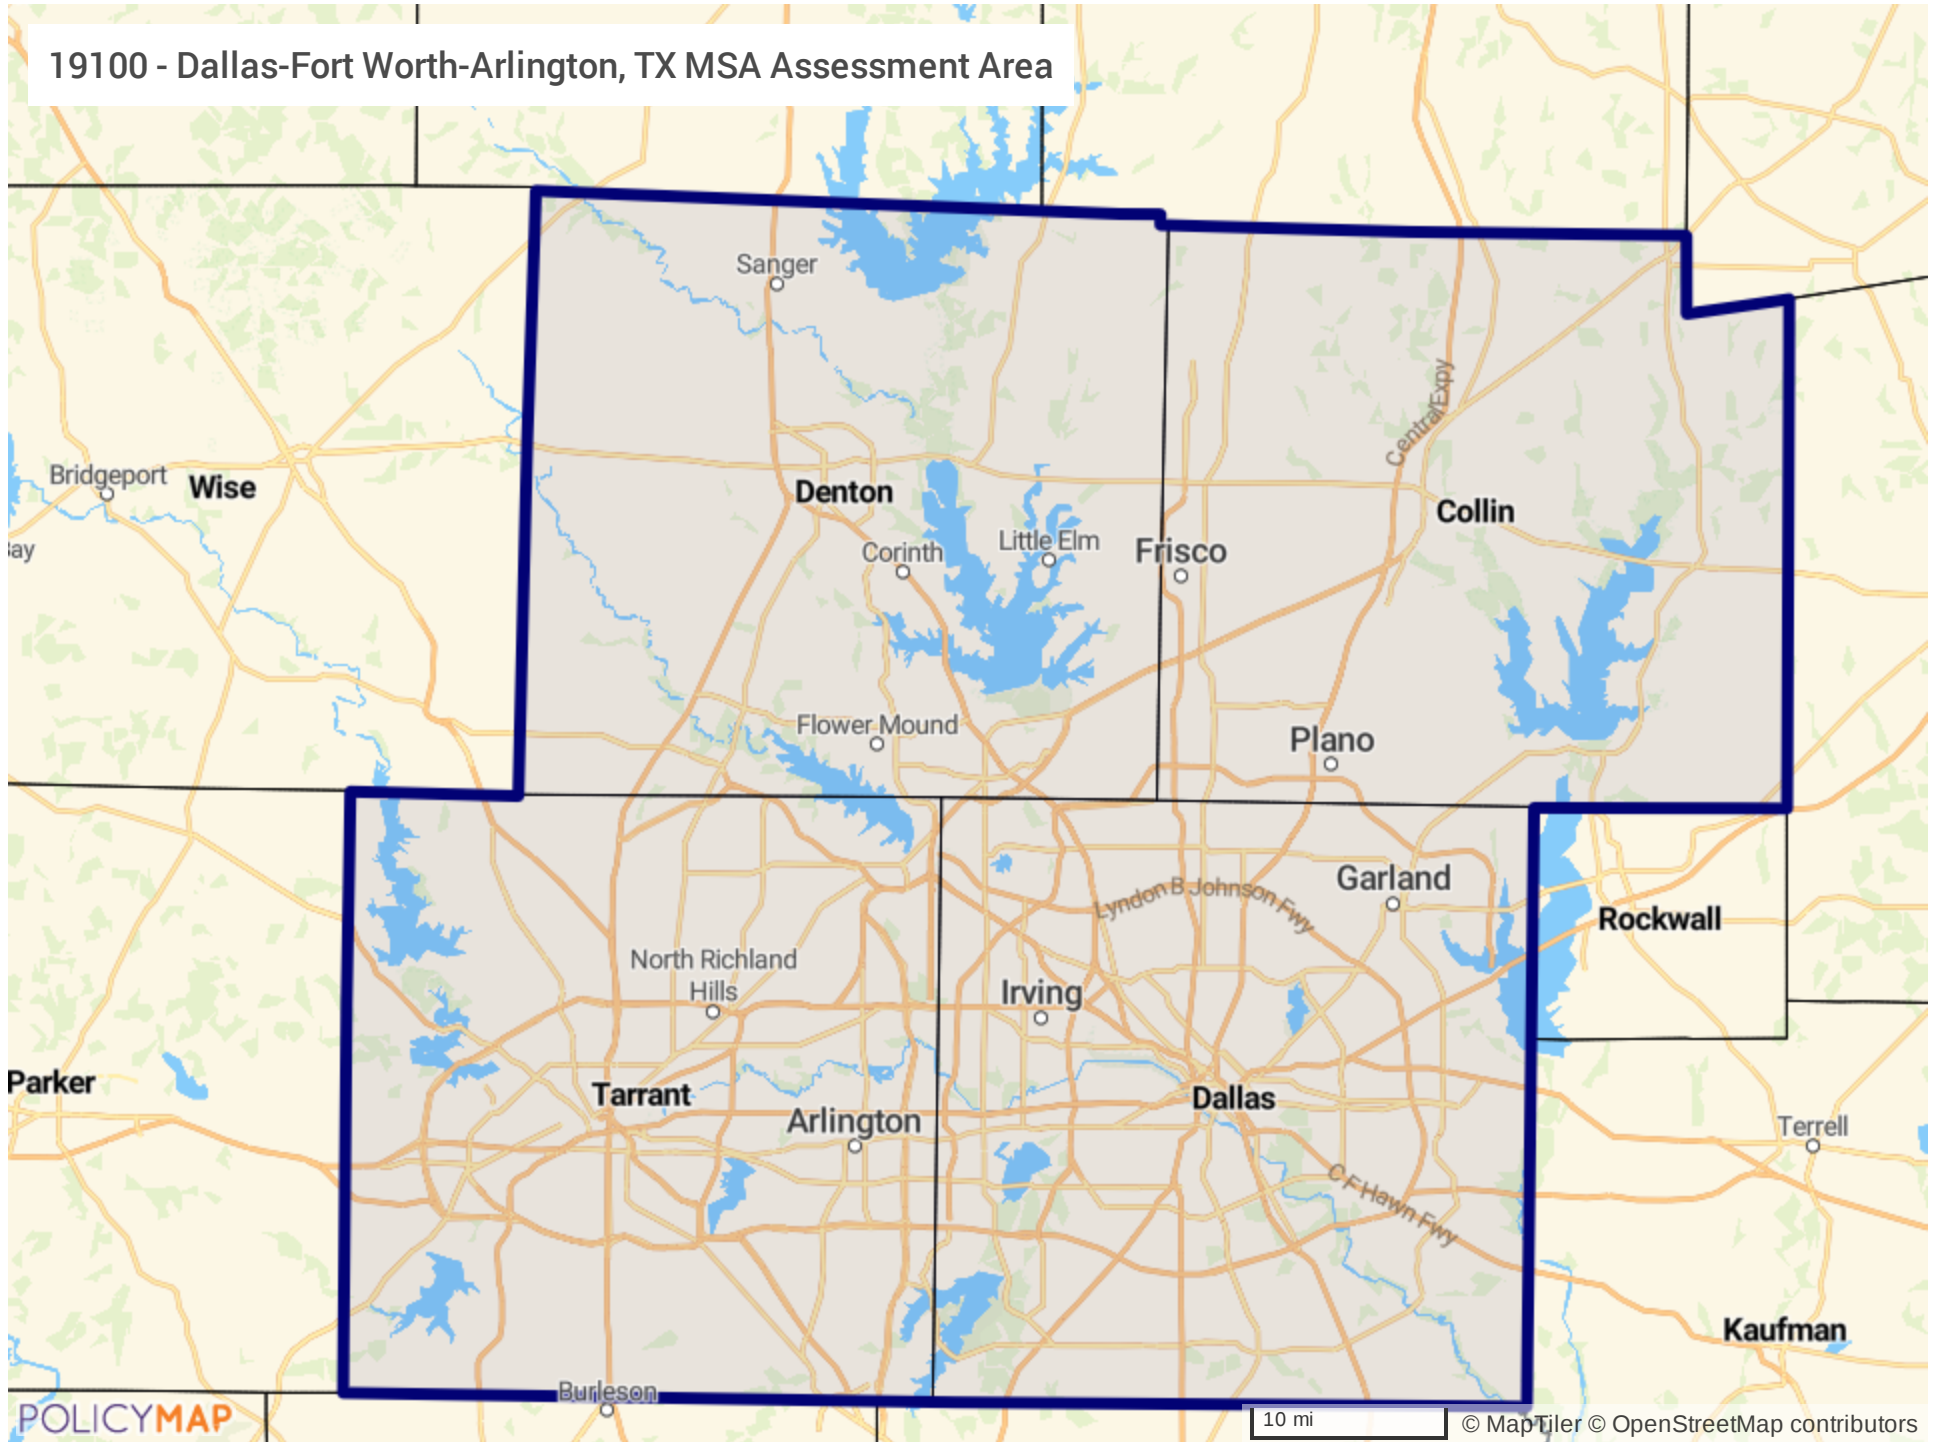 19100 - Dallas-Fort Worth-Arlington, TX MSA Assessment Area
Sanger
Central Expy
Bridgeport
Wise
Denton
Collin
Corinth
Little Elm
Frisco
Flower Mound
Plano
Garland
Lyndon B Johnson Fwy
Rockwall
North Richland
Hills
Irving
Parker
Tarrant
Dallas
Arlington
Terrell
C F Hawn Fwy
Kaufman
Burleson
POLICYMAP
10 mi
© MapTiler © OpenStreetMap contributors